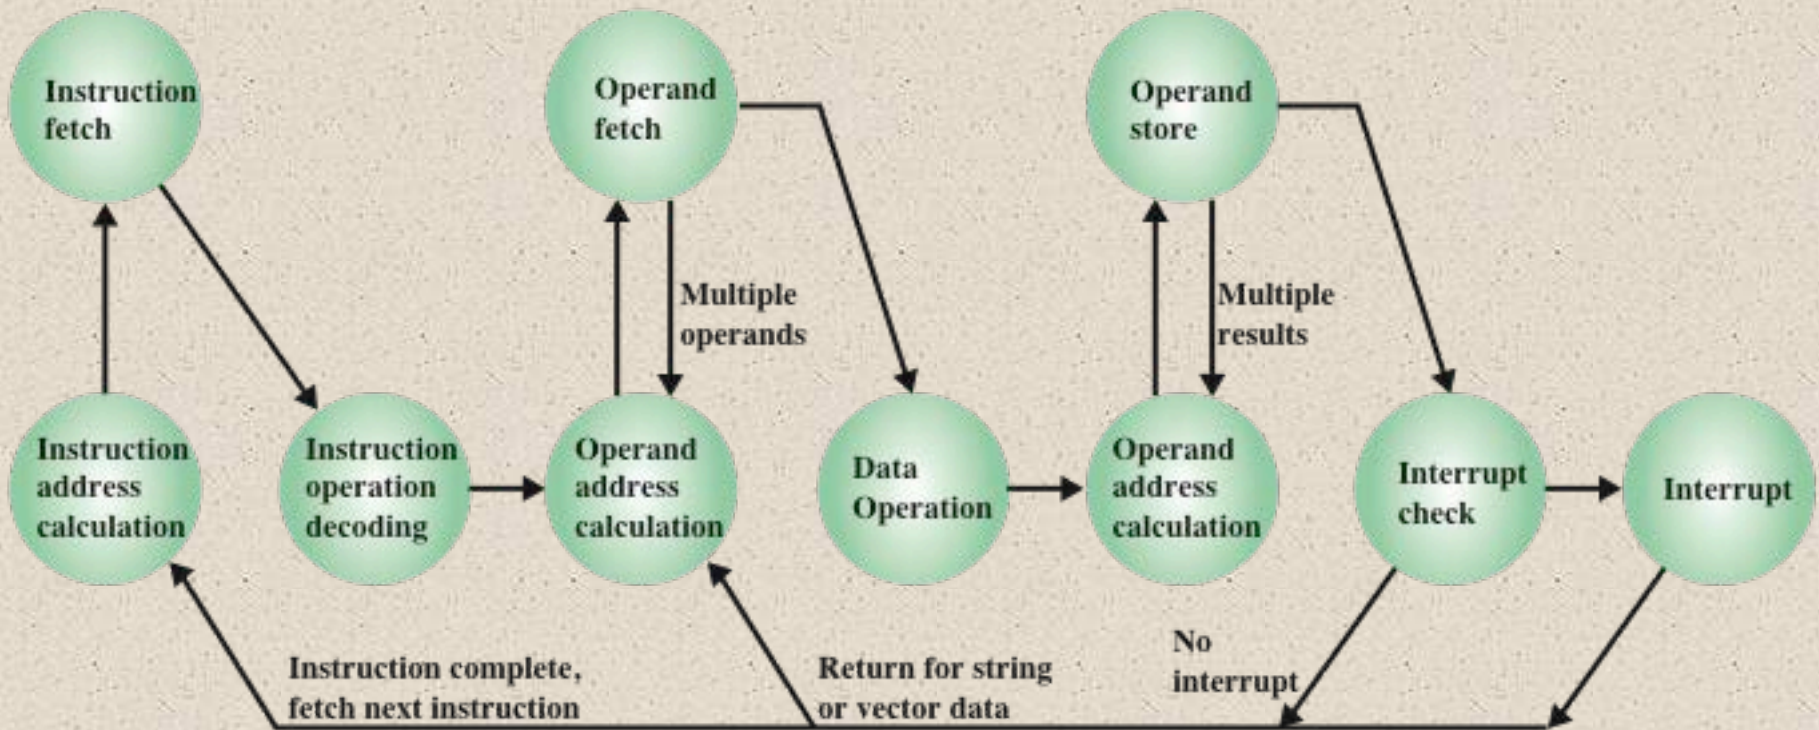 Instruction
fetch
Operand
fetch
Operand
store
Multiple
operands
Multiple
results
Instruction
address
calculation
Instruction
operation
decoding
Operand
address
calculation
Data
Operation
Operand
address
calculation
Interrupt
check
Interrupt
Instruction complete,
fetch next instruction
Return for string
or vector data
No
interrupt